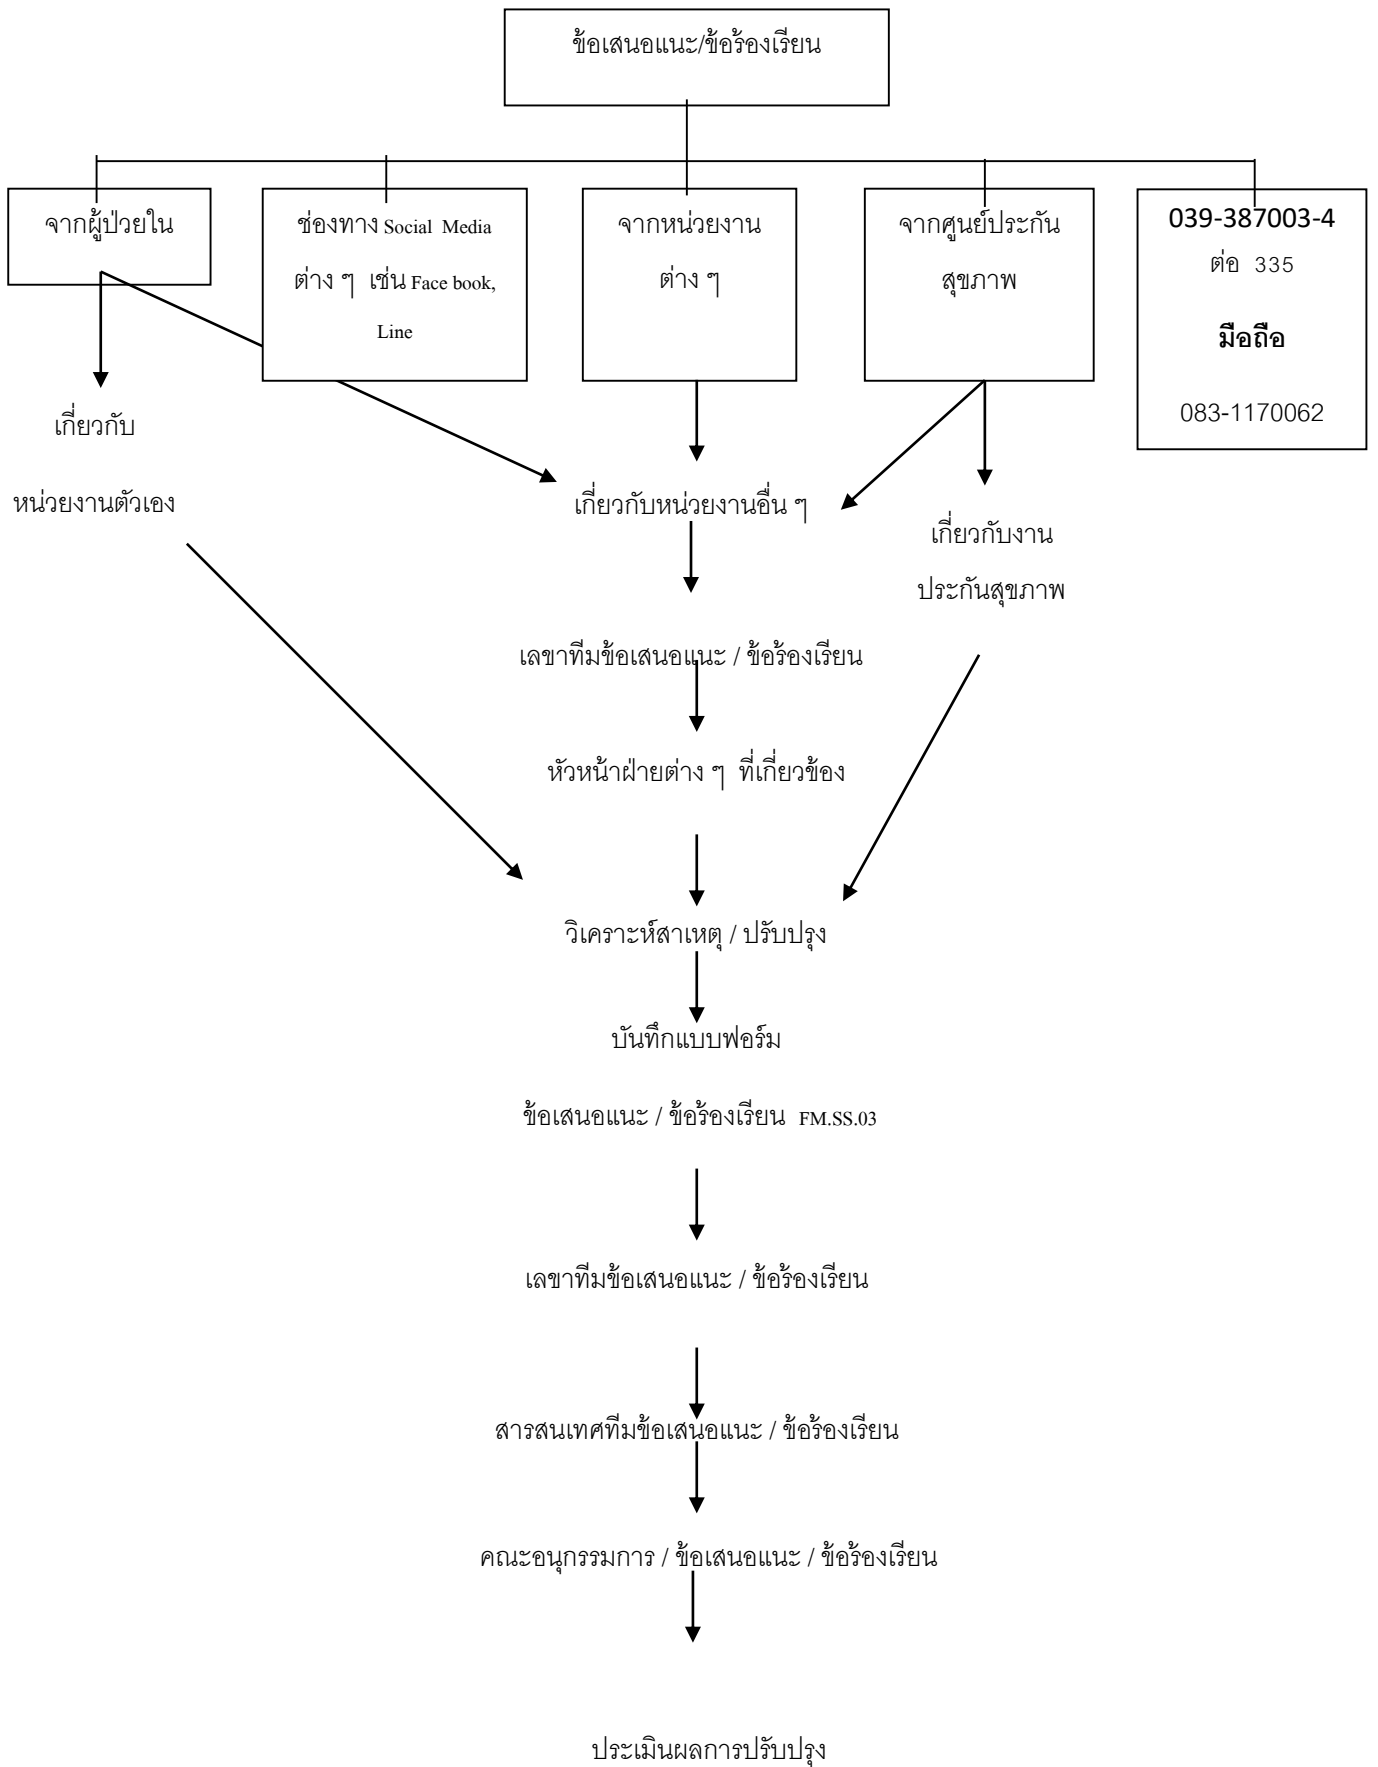 ข้อเสนอแนะ/ข้อร้องเรียน
จากผู้ป่วยใน
ช่องทาง Social Media
ต่าง ๆ เช่น Face book,
Line
จากหน่วยงาน
ต่าง ๆ
จากศูนย์ประกัน
สุขภาพ
039-387003-4
ต่อ 335
มือถือ
083-1170062
เกี่ยวกับ
หน่วยงานตัวเอง
เกี่ยวกับหน่วยงานอื่น ๆ
เกี่ยวกับงาน
ประกันสุขภาพ
เลขาทีมข้อเสนอแนะ / ข้อร้องเรียน
หัวหน้าฝ่ายต่าง ๆ ที่เกี่ยวข้อง
วิเคราะห์สาเหตุ / ปรับปรุง
บันทึกแบบฟอร์ม
ข้อเสนอแนะ / ข้อร้องเรียน FM.SS.03
เลขาทีมข้อเสนอแนะ / ข้อร้องเรียน
สารสนเทศทีมข้อเสนอแนะ / ข้อร้องเรียน
คณะอนุกรรมการ / ข้อเสนอแนะ / ข้อร้องเรียน
ประเมินผลการปรับปรุง